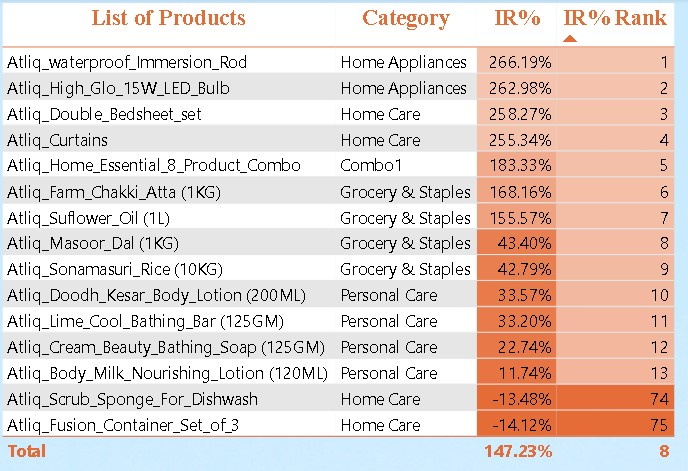 List of Products Category IR% IR% Rank
Atliq_waterproof_Immersion_Rod Home Appliances 266.19% 1
Atliq_High_Glo_15W_LED_Bulb Home Appliances 262.98% 2
Atliq_Double_Bedsheet_set Home Care 258.27% 3
Atliq_Curtains Home Care 255.34% 4
Atliq_Home_Essential_8_Product_Combo Combo1 183.33% 5
Atliq_Farm_Chakki_Atta (1KG) Grocery & Staples 168.16% 6
Atliq_Suflower_Oil (1L) Grocery & Staples 155.57% 7
Atliq_Masoor_Dal (1KG) Grocery & Staples 43.40% 8
Atliq_Sonamasuri_Rice (10KG) Grocery & Staples 42.79% 9
Atliq_Doodh_Kesar_Body_Lotion (200ML) Personal Care 33.57% 10
Atliq_Lime_Cool_Bathing_Bar (125GM) Personal Care 33.20% 11
Atliq_Cream_Beauty_Bathing_Soap (125GM) Personal Care 22.74% 12
Atliq_Body_Milk_Nourishing_Lotion (120ML) Personal Care 11.74% 13
Atliq_Scrub_Sponge_For_Dishwash Home Care -13.48% 74
Atliq_Fusion_Container_Set_of_3 Home Care -14.12% 75
Total 147.23% 8